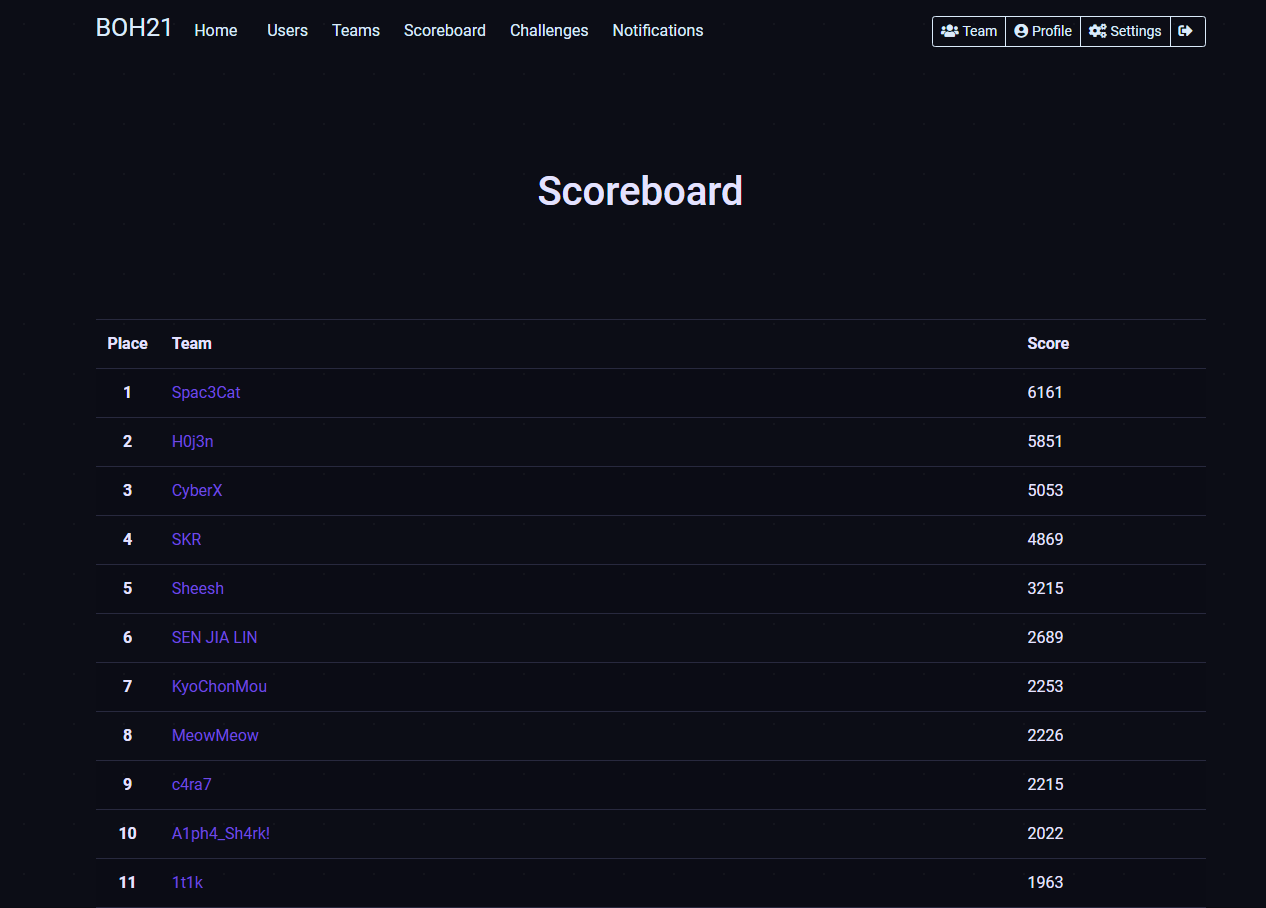 BOH21 Home Users Teams Scoreboard Challenges Notifications Team Profile Settings
Scoreboard
Place Team Score
1 Spac3Cat 6161
2 H0j3n 5851
3 CyberX 5053
4 SKR 4869
5 Sheesh 3215
6 SEN JIA LIN 2689
7 KyoChonMou 2253
8 MeowMeow 2226
9 c4ra7 2215
10 A1ph4_Sh4rk! 2022
11 1t1k 1963